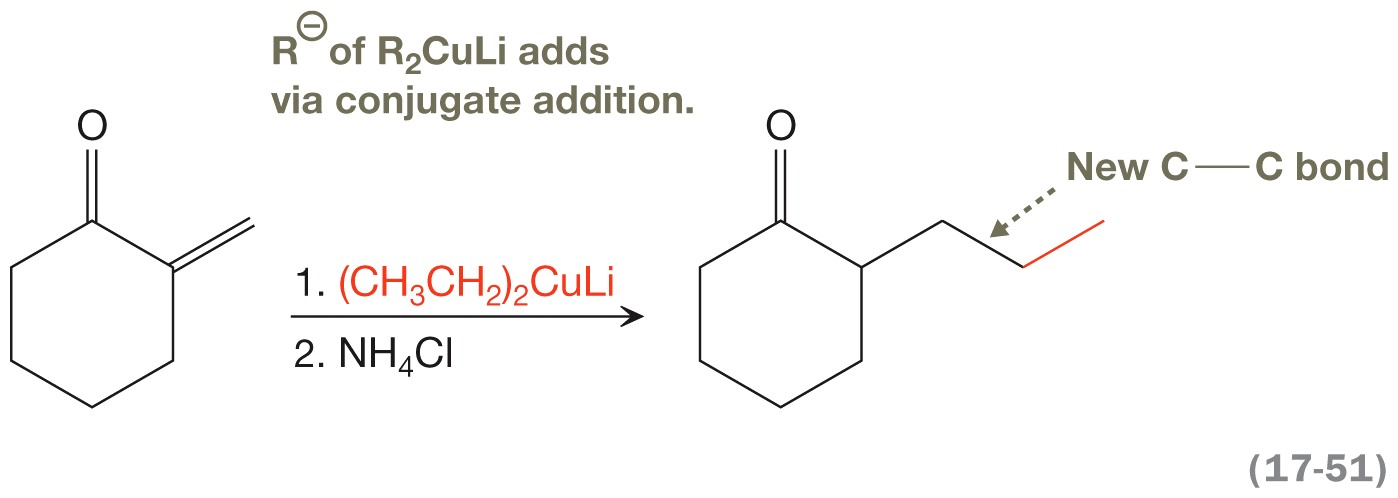 R⊖ of R₂CuLi adds
via conjugate addition.
O
O
New C—C bond
1. (CH₃CH₂)₂CuLi
2. NH₄Cl
(17-51)